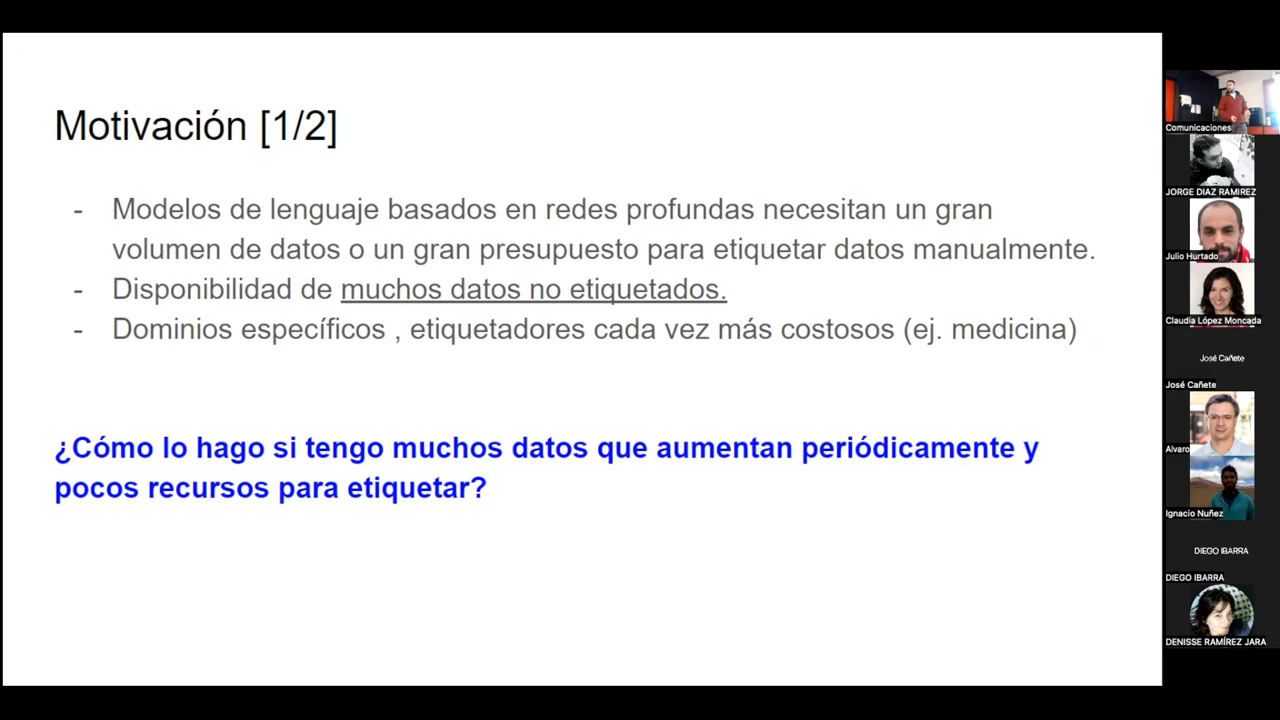 Motivación [1/2]
- Modelos de lenguaje basados en redes profundas necesitan un gran
volumen de datos o un gran presupuesto para etiquetar datos manualmente.
- Disponibilidad de muchos datos no etiquetados.
- Dominios específicos , etiquetadores cada vez más costosos (ej. medicina)
¿Cómo lo hago si tengo muchos datos que aumentan periódicamente y
pocos recursos para etiquetar?
Comunicaciones
JORGE DIAZ RAMIREZ
Julio Hurtado
Claudia López Moncada
José Cañete
José Cañete
Alvaro
Ignacio Nuñez
DIEGO IBARRA
DIEGO IBARRA
DENISSE RAMÍREZ JARA